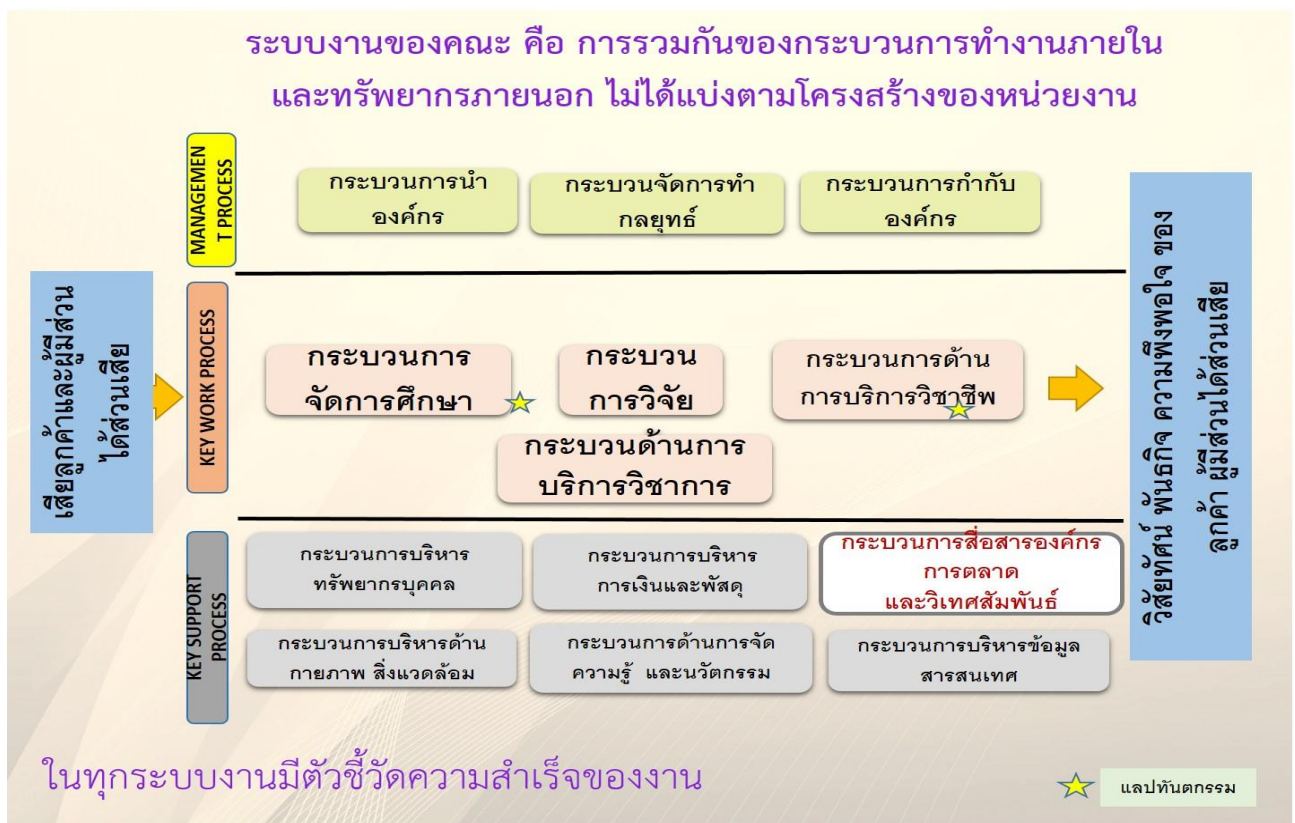 ระบบงานของคณะ คือ การรวมกันของกระบวนการทำงานภายใน
และทรัพยากรภายนอก ไม่ได้แบ่งตามโครงสร้างของหน่วยงาน
MANAGEMEN
T PROCESS
กระบวนการนำ
องค์กร
กระบวนจัดการทำ
กลยุทธ์
กระบวนการกำกับ
องค์กร
เสียลูกค้าและผู้มีส่วน
ได้ส่วนเสีย
KEY WORK PROCESS
กระบวนการ
จัดการศึกษา
กระบวน
การวิจัย
กระบวนการด้าน
การบริการวิชาชีพ
กระบวนด้านการ
บริการวิชาการ
วิสัยทัศน์ พันธกิจ ความพึงพอใจ ของ
ลูกค้า ผู้มีส่วนได้ส่วนเสีย
KEY SUPPORT
PROCESS
กระบวนการบริหาร
ทรัพยากรบุคคล
กระบวนการบริหาร
การเงินและพัสดุ
กระบวนการสื่อสารองค์กร
การตลาด
และวิเทศสัมพันธ์
กระบวนการบริหารด้าน
กายภาพ สิ่งแวดล้อม
กระบวนการด้านการจัด
ความรู้ และนวัตกรรม
กระบวนการบริหารข้อมูล
สารสนเทศ
ในทุกระบบงานมีตัวชี้วัดความสำเร็จของงาน
แลปทันตกรรม